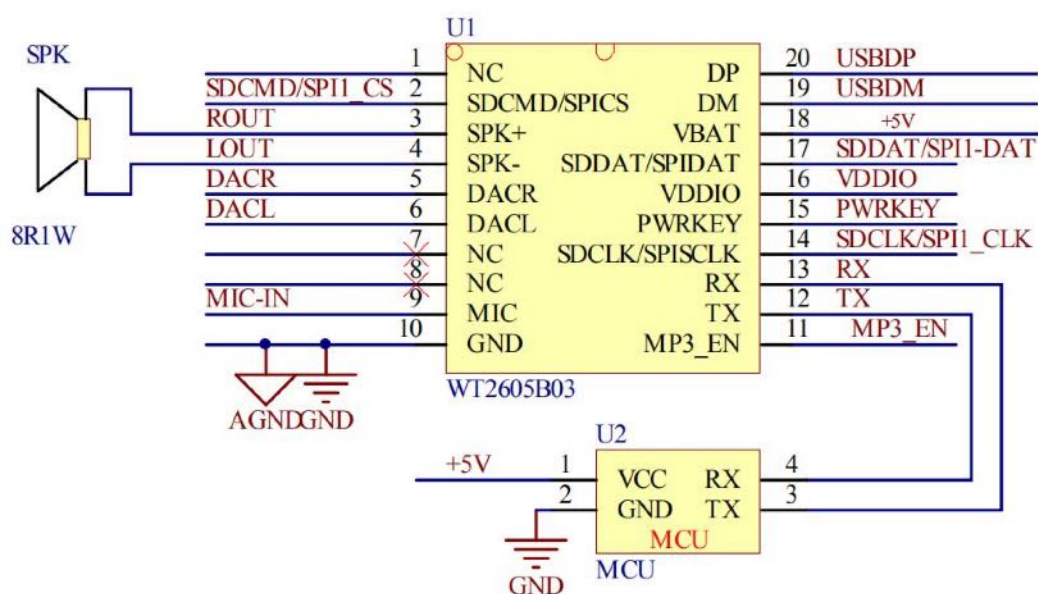 U1
SPK
1 NC DP 20 USBDP
SDCMD/SPI1_CS 2 SDCMD/SPICS DM 19 USBDM
ROUT 3 SPK+ VBAT 18 +5V
LOUT 4 SPK- SDDAT/SPIDAT 17 SDDAT/SPI1-DAT
DACR 5 DACR VDDIO 16 VDDIO
DACL 6 DACL PWRKEY 15 PWRKEY
8R1W
7 NC SDCLK/SPISCLK 14 SDCLK/SPI1_CLK
8 NC RX 13 RX
MIC-IN 9 MIC TX 12 TX
10 GND MP3_EN 11 MP3_EN
AGND GND
WT2605B03
U2
+5V 1 VCC RX 4
2 GND TX 3
MCU
MCU
GND